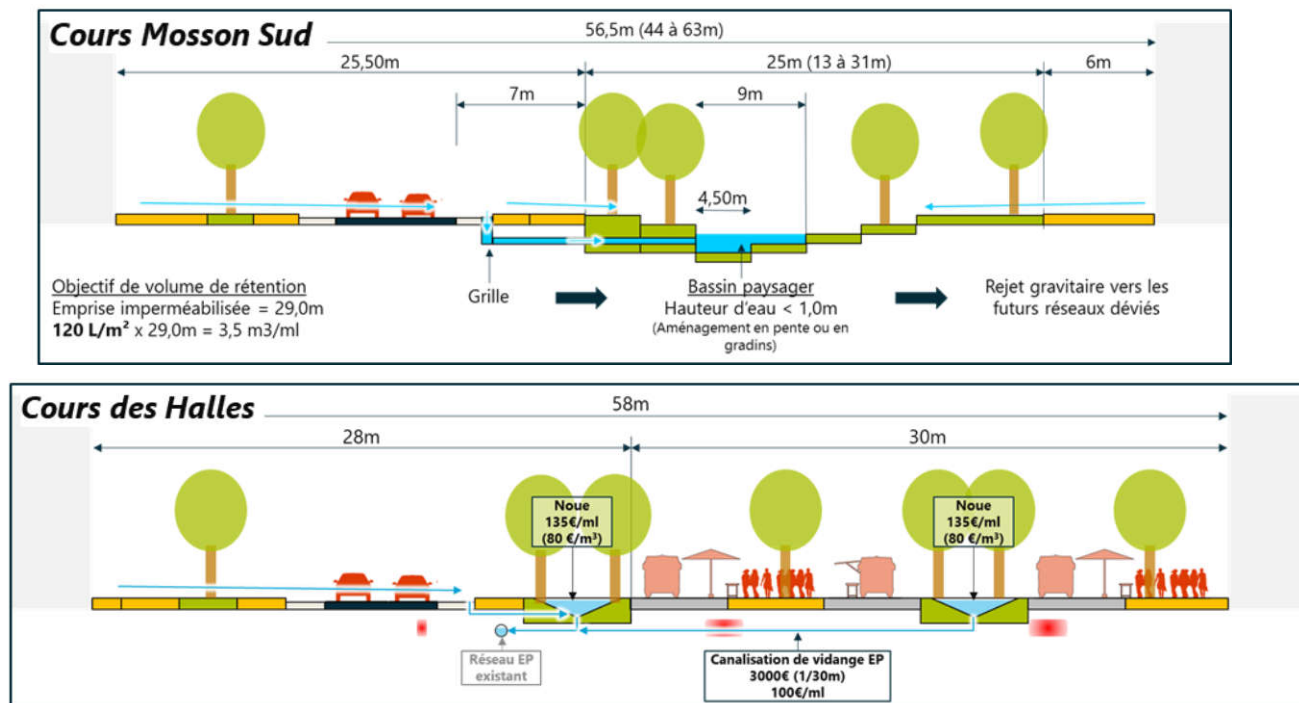 Cours Mosson Sud
56,5m (44 à 63m)
25,50m
25m (13 à 31m)
6m
7m
9m
4,50m
Objectif de volume de rétention
Emprise imperméabilisée = 29,0m
120 L/m² x 29,0m = 3,5 m3/ml
Grille
Bassin paysager
Hauteur d'eau < 1,0m
(Aménagement en pente ou en
gradins)
Rejet gravitaire vers les
futurs réseaux déviés
Cours des Halles
58m
28m
30m
Noue
135€/ml
(80 €/m³)
Noue
135€/ml
(80 €/m³)
Réseau EP
existant
Canalisation de vidange EP
3000€ (1/30m)
100€/ml